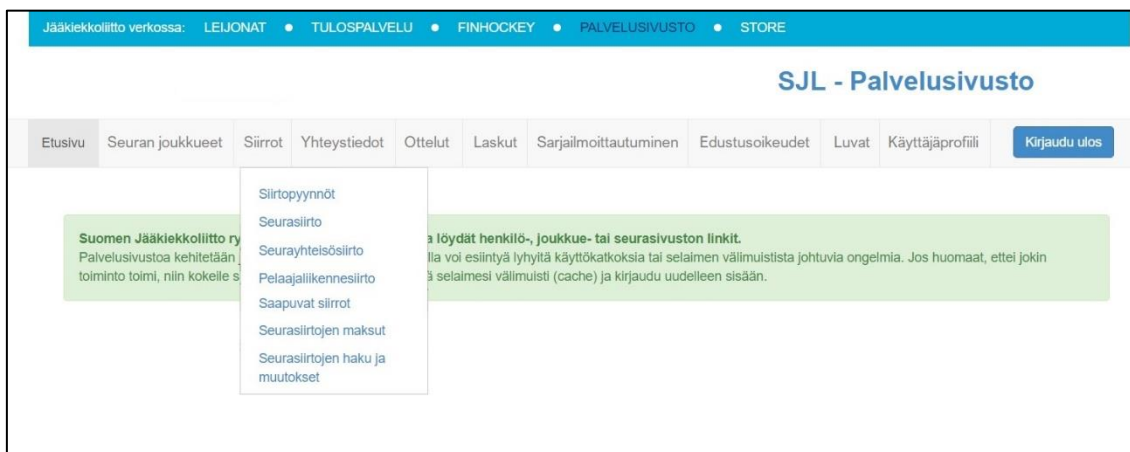 Jääkiekkoliitto verkossa: LEIJONAT • TULOSPALVELU • FINHOCKEY • PALVELUSIVUSTO • STORE
SJL - Palvelusivusto
Etusivu Seuran joukkueet Siirrot Yhteystiedot Ottelut Laskut Sarjailmoittautuminen Edustusoikeudet Luvat Käyttäjäprofiili Kirjaudu ulos
Siirtopyynnöt
Seurasiirto
Seurayhteisösiirto
Pelaajaliikennesiirto
Saapuvat siirrot
Seurasiirtojen maksut
Seurasiirtojen haku ja
muutokset
Suomen Jääkiekkoliitto löydät henkilö-, joukkue- tai seurasivuston linkit.
Palvelusivustoa kehitetään voi esiintyä lyhyitä käyttökatkoksia tai selaimen välimuistista johtuvia ongelmia. Jos huomaat, ettei jokin
toiminto toimi, niin kokeile selaimesi välimuisti (cache) ja kirjaudu uudelleen sisään.